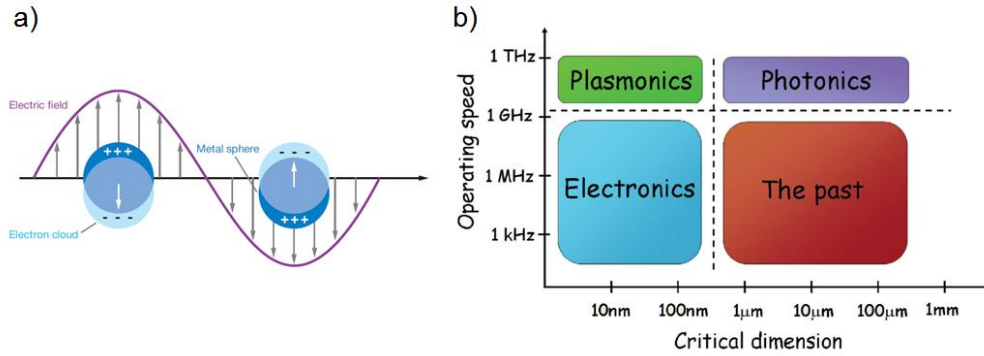 a)
Electric field
+++
Metal sphere
- - -
- - -
+++
Electron cloud
b)
Operating speed
1 THz
1 GHz
1 MHz
1 kHz
Plasmonics
Photonics
Electronics
The past
10nm
100nm
1μm
10μm
100μm
1mm
Critical dimension